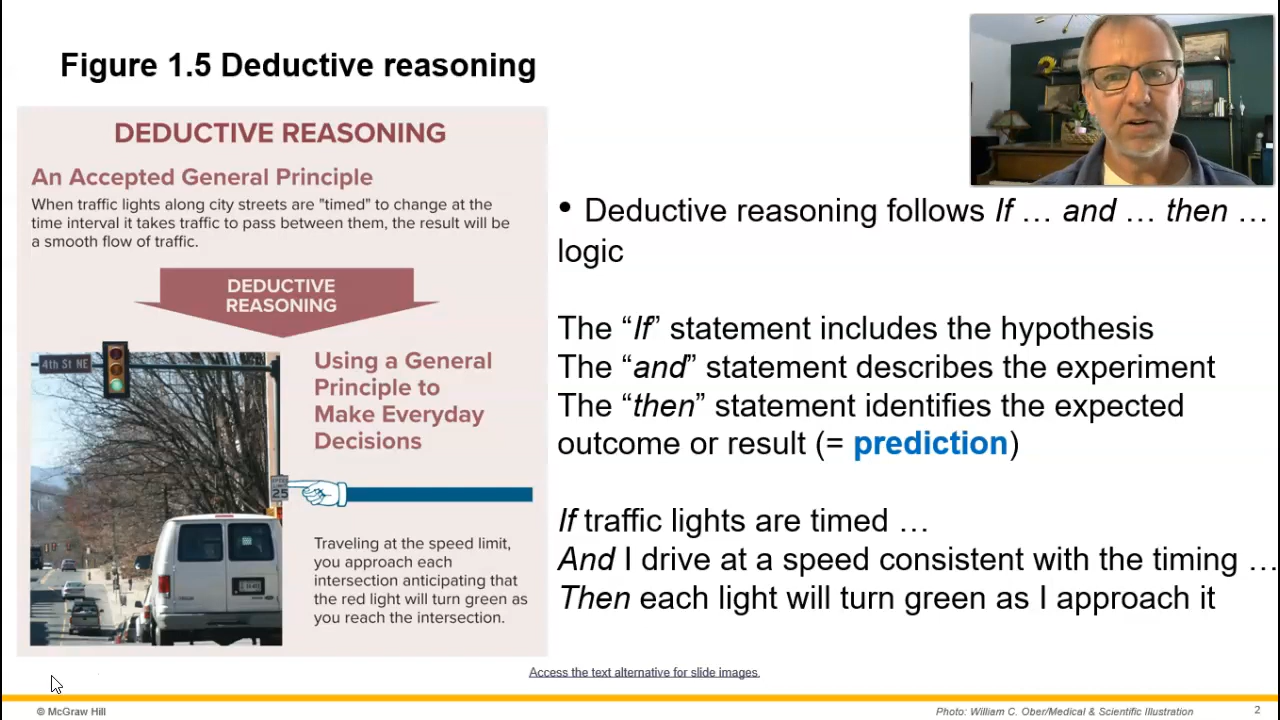 Figure 1.5 Deductive reasoning
DEDUCTIVE REASONING
An Accepted General Principle
When traffic lights along city streets are "timed" to change at the
time interval it takes traffic to pass between them, the result will be
a smooth flow of traffic.
DEDUCTIVE
REASONING
4th St NE
Using a General
Principle to
Make Everyday
Decisions
25
Traveling at the speed limit,
you approach each
intersection anticipating that
the red light will turn green as
you reach the intersection.
• Deductive reasoning follows If … and … then …
logic
The “If” statement includes the hypothesis
The “and” statement describes the experiment
The “then” statement identifies the expected
outcome or result (= prediction)
If traffic lights are timed …
And I drive at a speed consistent with the timing …
Then each light will turn green as I approach it
Access the text alternative for slide images.
© McGraw Hill
Photo: William C. Ober/Medical & Scientific Illustration
2